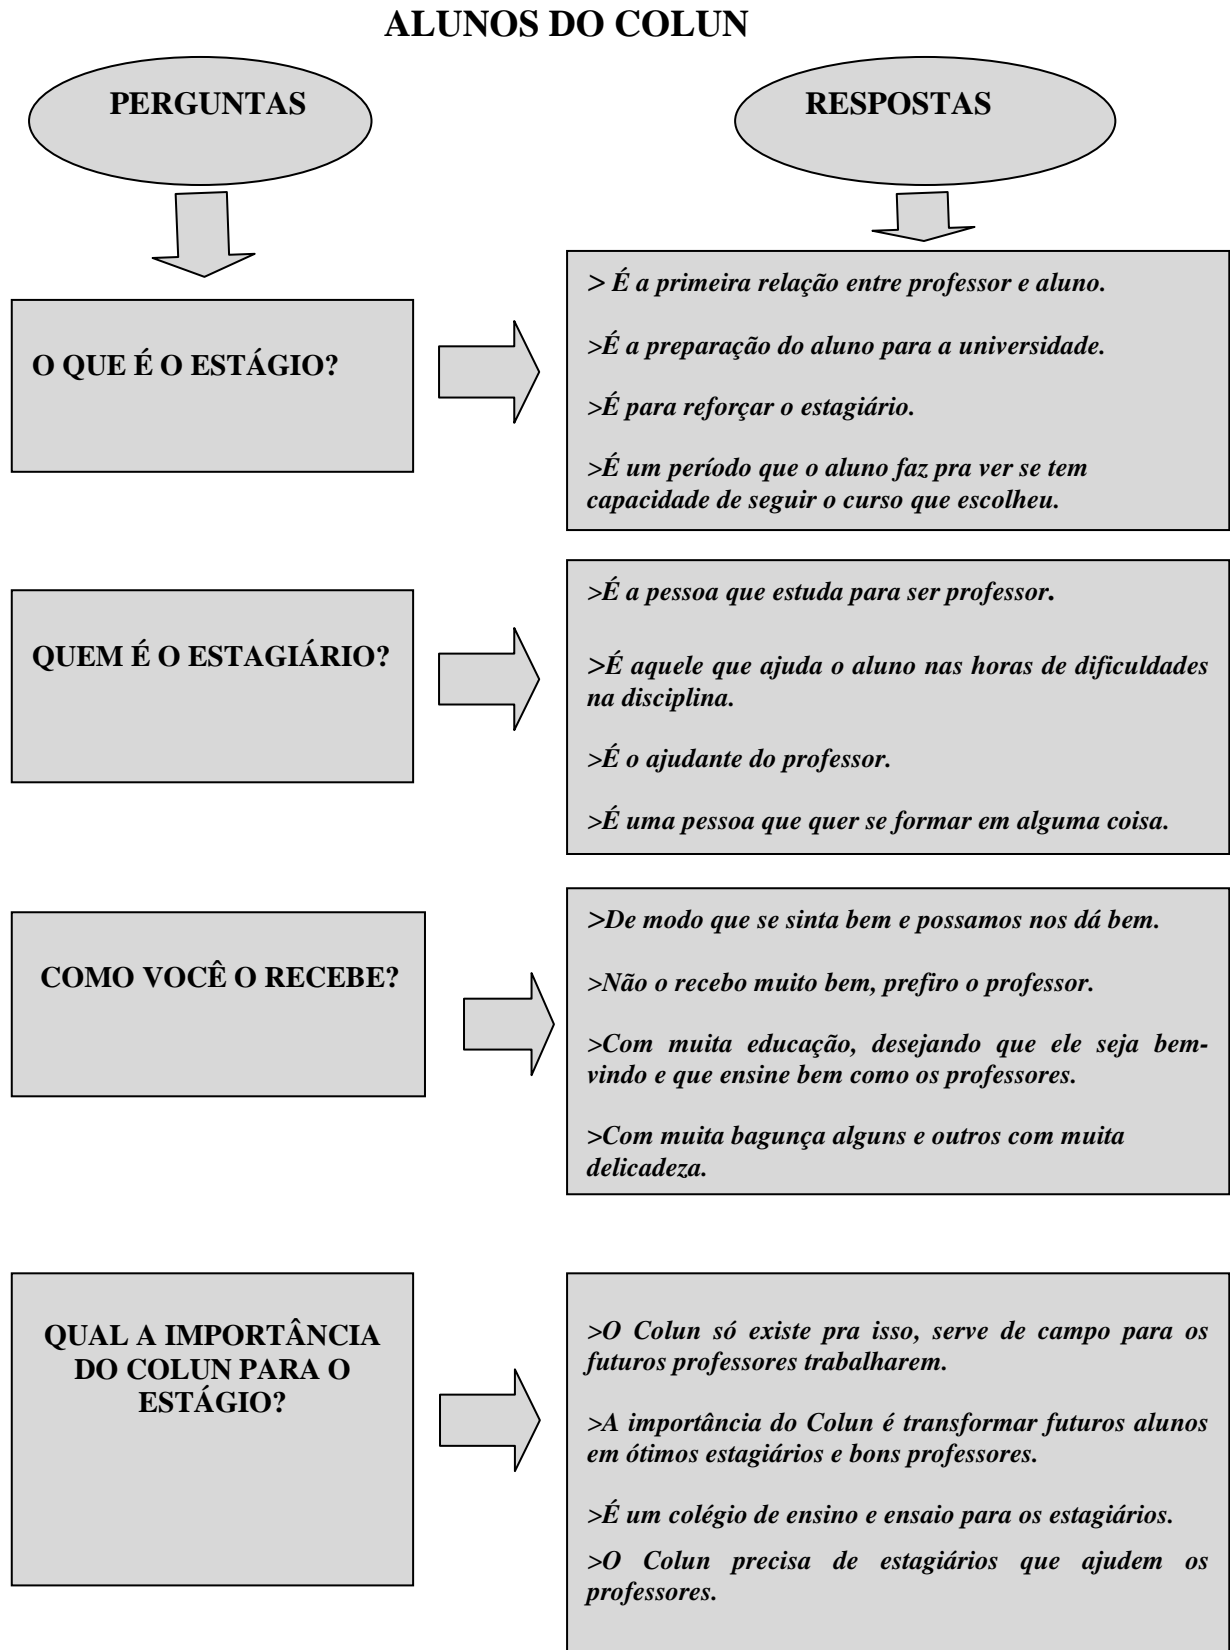 ALUNOS DO COLUN
PERGUNTAS
RESPOSTAS
O QUE É O ESTÁGIO?
> É a primeira relação entre professor e aluno.
>É a preparação do aluno para a universidade.
>É para reforçar o estagiário.
>É um período que o aluno faz pra ver se tem
capacidade de seguir o curso que escolheu.
QUEM É O ESTAGIÁRIO?
>É a pessoa que estuda para ser professor.
>É aquele que ajuda o aluno nas horas de dificuldades
na disciplina.
>É o ajudante do professor.
>É uma pessoa que quer se formar em alguma coisa.
COMO VOCÊ O RECEBE?
>De modo que se sinta bem e possamos nos dá bem.
>Não o recebo muito bem, prefiro o professor.
>Com muita educação, desejando que ele seja bem-
vindo e que ensine bem como os professores.
>Com muita bagunça alguns e outros com muita
delicadeza.
QUAL A IMPORTÂNCIA
DO COLUN PARA O
ESTÁGIO?
>O Colun só existe pra isso, serve de campo para os
futuros professores trabalharem.
>A importância do Colun é transformar futuros alunos
em ótimos estagiários e bons professores.
>É um colégio de ensino e ensaio para os estagiários.
>O Colun precisa de estagiários que ajudem os
professores.